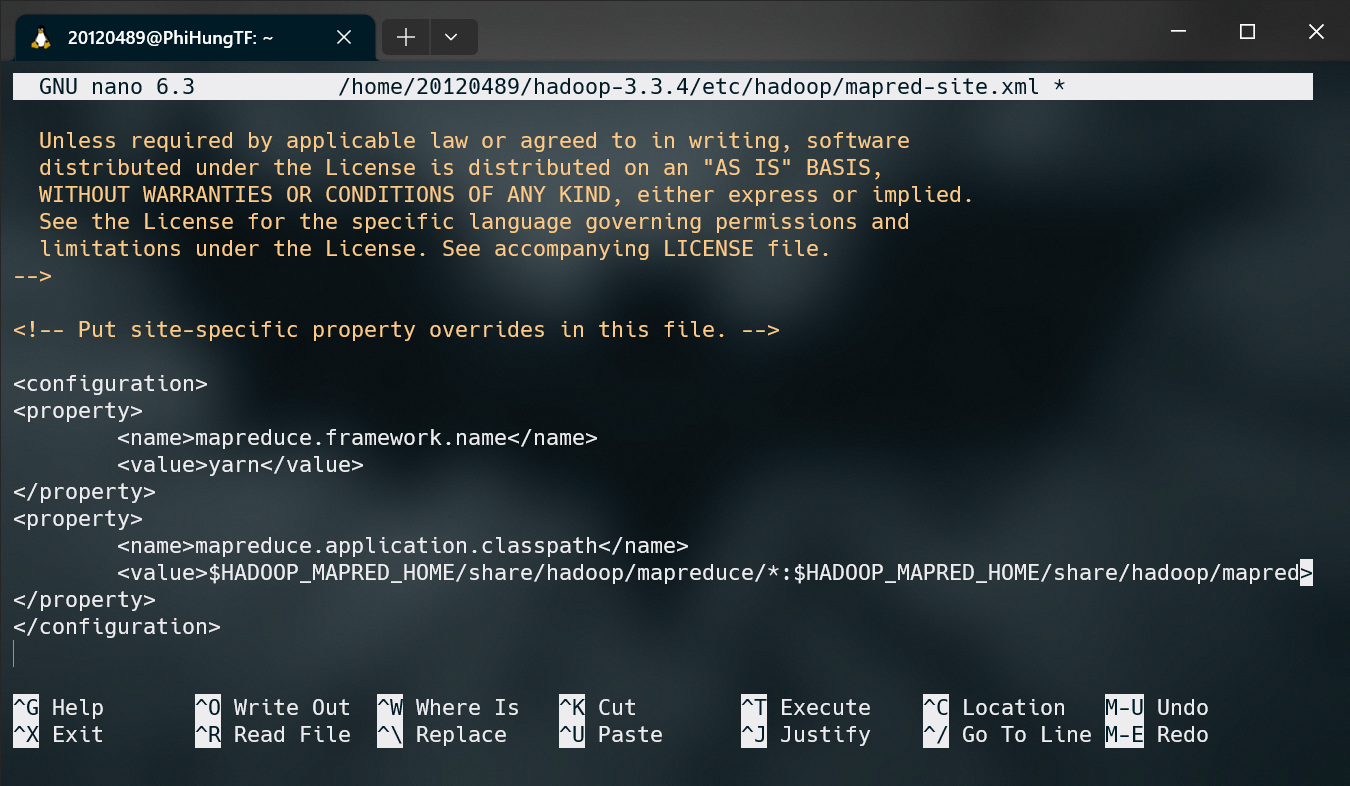 20120489@PhiHungTF: ~
GNU nano 6.3 /home/20120489/hadoop-3.3.4/etc/hadoop/mapred-site.xml *
Unless required by applicable law or agreed to in writing, software
distributed under the License is distributed on an "AS IS" BASIS,
WITHOUT WARRANTIES OR CONDITIONS OF ANY KIND, either express or implied.
See the License for the specific language governing permissions and
limitations under the License. See accompanying LICENSE file.
-->
<!-- Put site-specific property overrides in this file. -->
<configuration>
<property>
<name>mapreduce.framework.name</name>
<value>yarn</value>
</property>
<property>
<name>mapreduce.application.classpath</name>
<value>$HADOOP_MAPRED_HOME/share/hadoop/mapreduce/*:$HADOOP_MAPRED_HOME/share/hadoop/mapred>
</property>
</configuration>
^G Help ^O Write Out ^W Where Is ^K Cut ^T Execute ^C Location M-U Undo
^X Exit ^R Read File ^\ Replace ^U Paste ^J Justify ^/ Go To Line M-E Redo